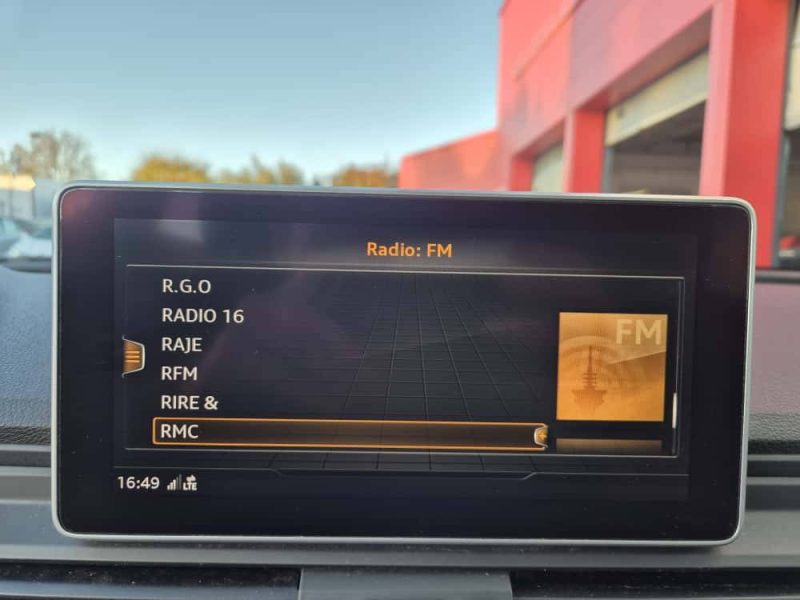 Radio: FM
R.G.O
RADIO 16
RAJE
RFM
RIRE &
RMC
FM
16:49 LTE